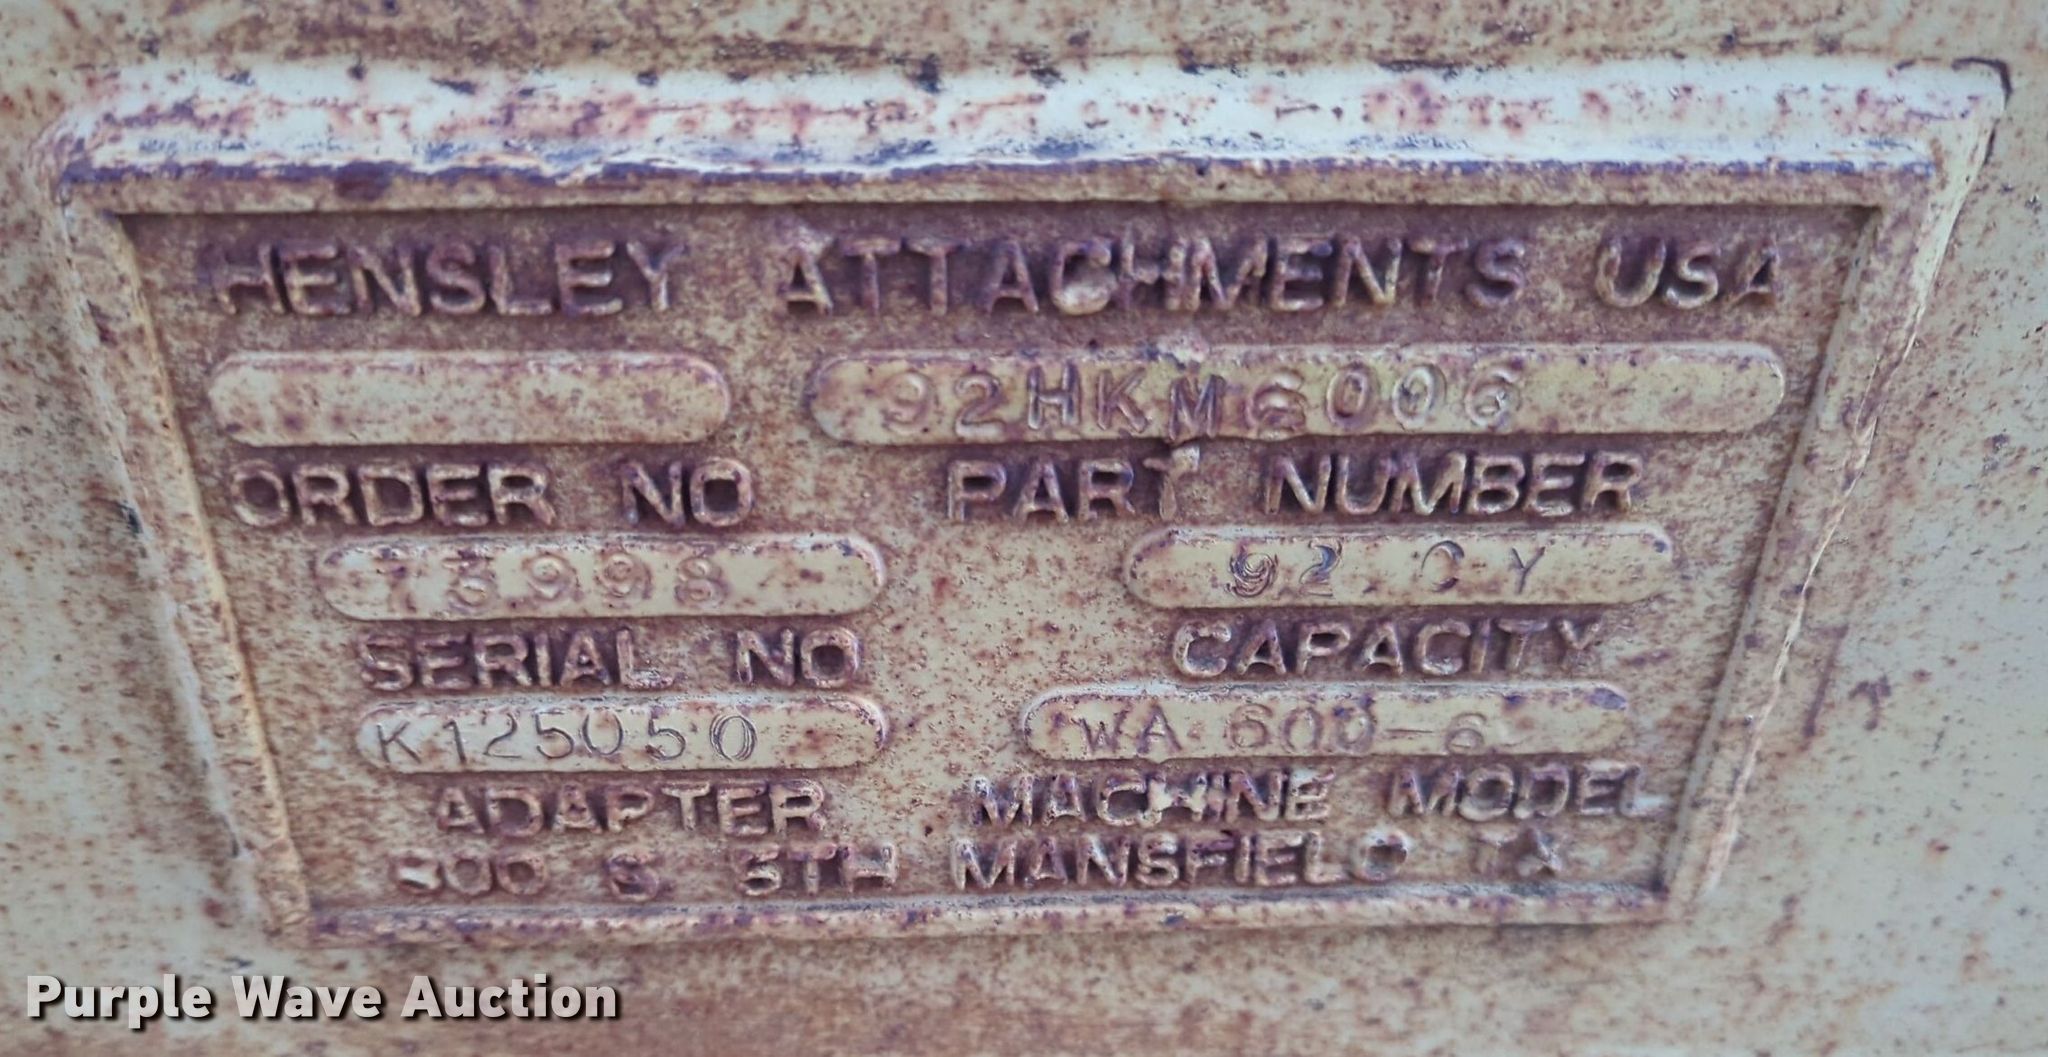 HENSLEY ATTACHMENTS USA
92HKM6006
ORDER NO PART NUMBER
73998 92 CY
SERIAL NO CAPACITY
K125050 WA 600-6
ADAPTER MACHINE MODEL
800 S 5TH MANSFIELD TX
Purple Wave Auction